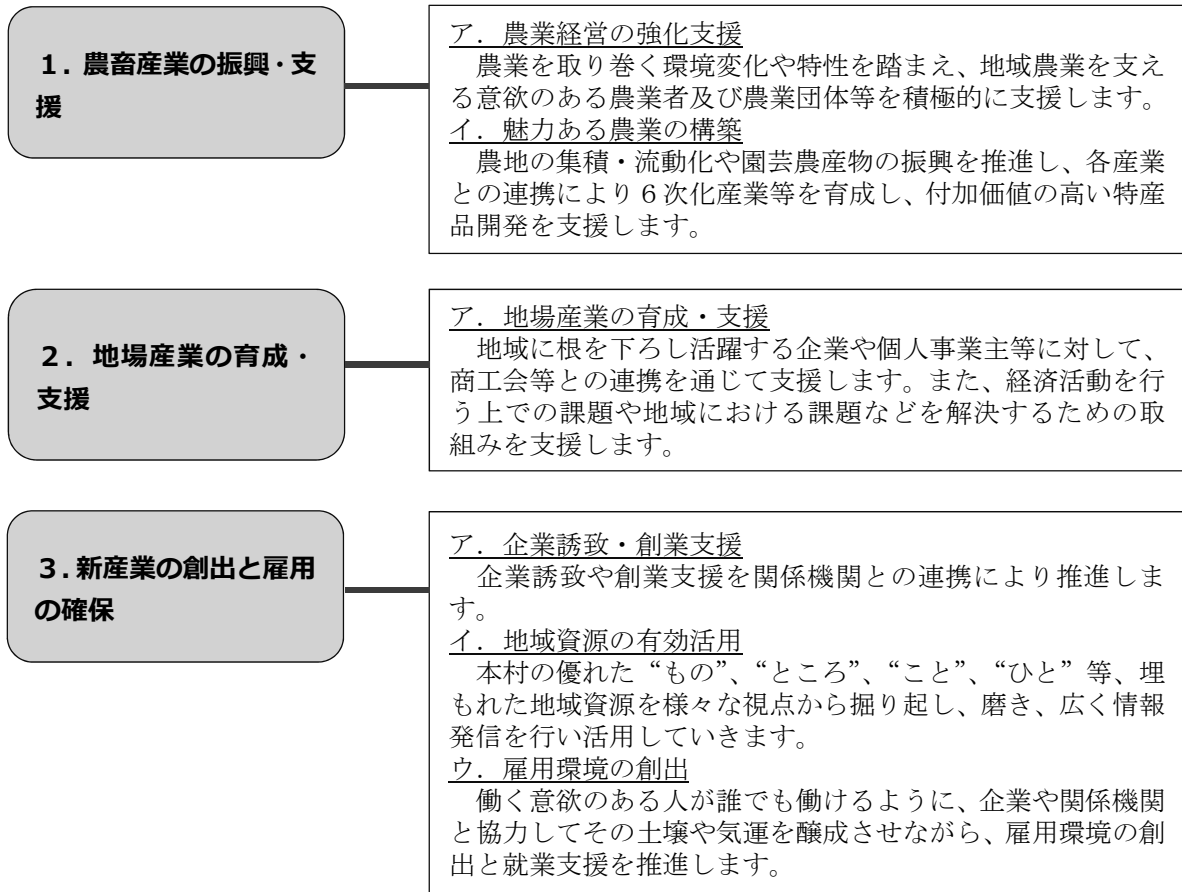 1．農畜産業の振興・支
援
ア．農業経営の強化支援
農業を取り巻く環境変化や特性を踏まえ、地域農業を支え
る意欲のある農業者及び農業団体等を積極的に支援します。
イ．魅力ある農業の構築
農地の集積・流動化や園芸農産物の振興を推進し、各産業
との連携により６次化産業等を育成し、付加価値の高い特産
品開発を支援します。
2．地場産業の育成・
支援
ア．地場産業の育成・支援
地域に根を下ろし活躍する企業や個人事業主等に対して、
商工会等との連携を通じて支援します。また、経済活動を行
う上での課題や地域における課題などを解決するための取
組みを支援します。
3．新産業の創出と雇用
の確保
ア．企業誘致・創業支援
企業誘致や創業支援を関係機関との連携により推進しま
す。
イ．地域資源の有効活用
本村の優れた“もの”、“ところ”、“こと”、“ひと”等、埋
もれた地域資源を様々な視点から掘り起し、磨き、広く情報
発信を行い活用していきます。
ウ．雇用環境の創出
働く意欲のある人が誰でも働けるように、企業や関係機関
と協力してその土壌や気運を醸成させながら、雇用環境の創
出と就業支援を推進します。